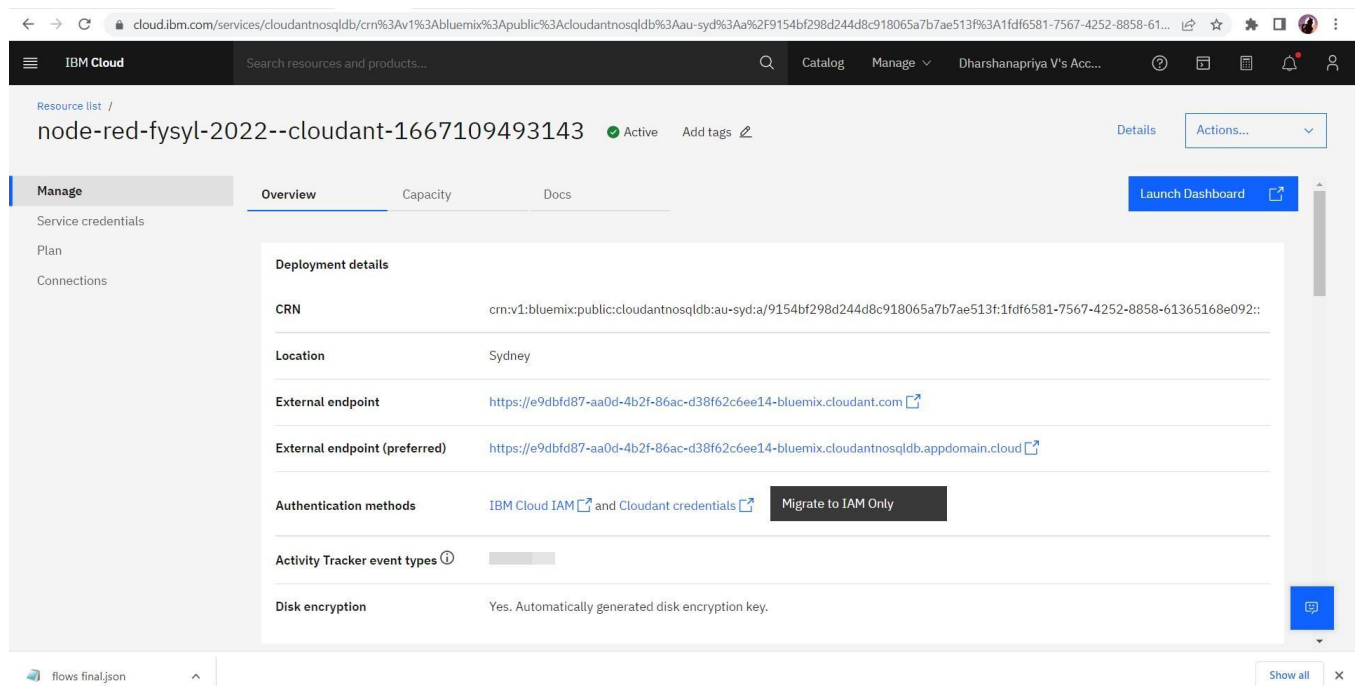 cloud.ibm.com/services/cloudantnosqldb/crn%3Av1%3Abluemix%3Apublic%3Acloudantnosqldb%3Aau-syd%3Aa%2F9154bf298d244d8c918065a7b7ae513f%3A1fdf6581-7567-4252-8858-61...
IBM Cloud Search resources and products... Catalog Manage Dharshanapriya V's Acc...
Resource list /
node-red-fysyl-2022--cloudant-1667109493143 Active Add tags Details Actions...
Manage Overview Capacity Docs Launch Dashboard
Service credentials
Plan
Connections
Deployment details
CRN crn:v1:bluemix:public:cloudantnosqldb:au-syd:a/9154bf298d244d8c918065a7b7ae513f:1fdf6581-7567-4252-8858-61365168e092::
Location Sydney
External endpoint https://e9dbfd87-aa0d-4b2f-86ac-d38f62c6ee14-bluemix.cloudant.com
External endpoint (preferred) https://e9dbfd87-aa0d-4b2f-86ac-d38f62c6ee14-bluemix.cloudantnosqldb.appdomain.cloud
Authentication methods IBM Cloud IAM and Cloudant credentials Migrate to IAM Only
Activity Tracker event types
Disk encryption Yes. Automatically generated disk encryption key.
flows final.json Show all